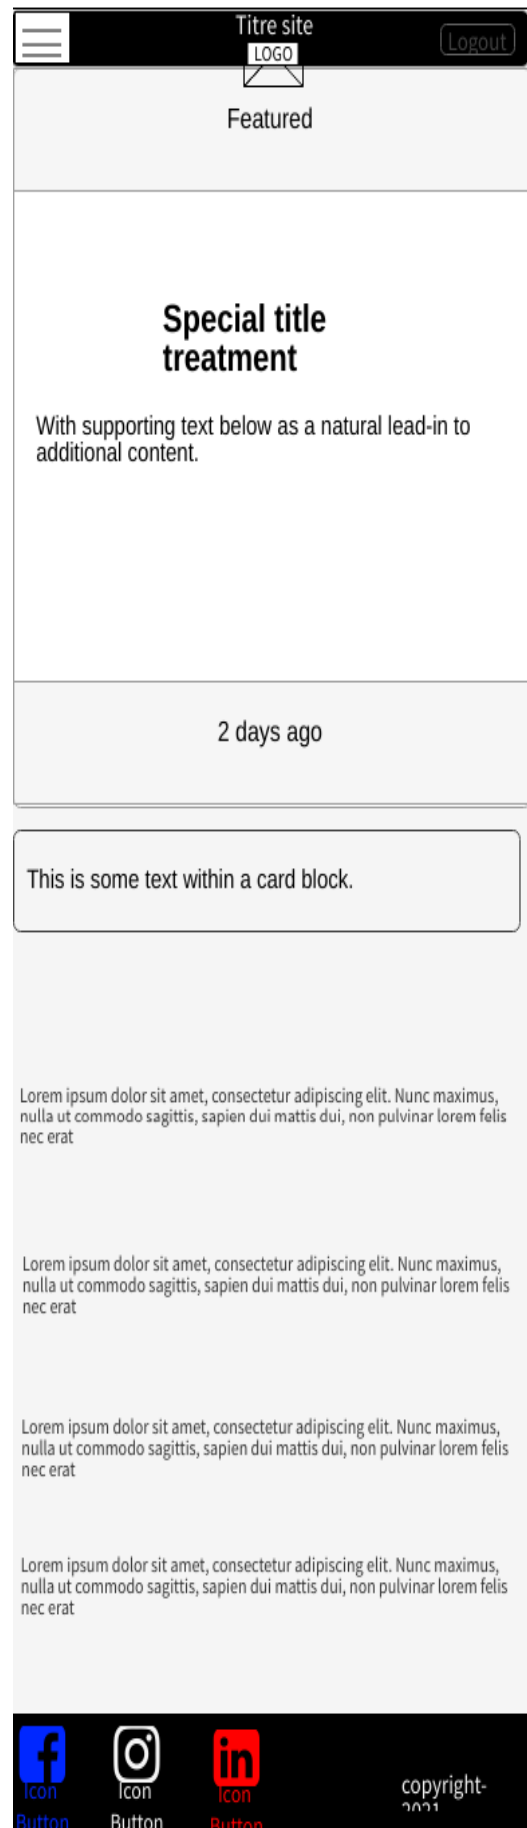 Titre site
LOGO
Logout
Featured
Special title
treatment
With supporting text below as a natural lead-in to
additional content.
2 days ago
This is some text within a card block.
Lorem ipsum dolor sit amet, consectetur adipiscing elit. Nunc maximus,
nulla ut commodo sagittis, sapien dui mattis dui, non pulvinar lorem felis
nec erat
Lorem ipsum dolor sit amet, consectetur adipiscing elit. Nunc maximus,
nulla ut commodo sagittis, sapien dui mattis dui, non pulvinar lorem felis
nec erat
Lorem ipsum dolor sit amet, consectetur adipiscing elit. Nunc maximus,
nulla ut commodo sagittis, sapien dui mattis dui, non pulvinar lorem felis
nec erat
Lorem ipsum dolor sit amet, consectetur adipiscing elit. Nunc maximus,
nulla ut commodo sagittis, sapien dui mattis dui, non pulvinar lorem felis
nec erat
Icon
Button
Icon
Button
in
Icon
Button
copyright-
2021